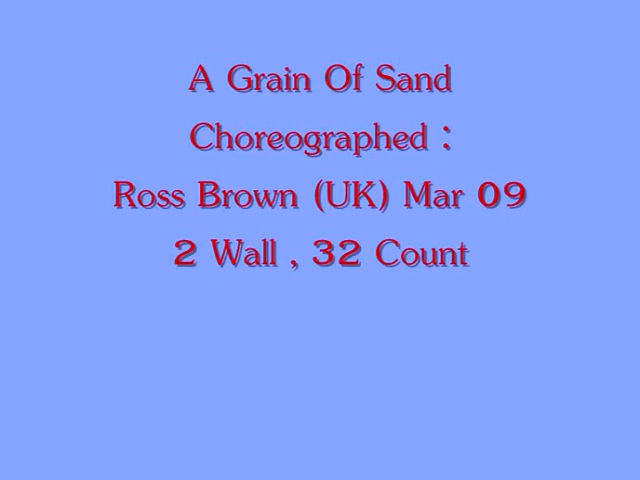 A Grain Of Sand
Choreographed :
Ross Brown (UK) Mar 09
2 Wall , 32 Count